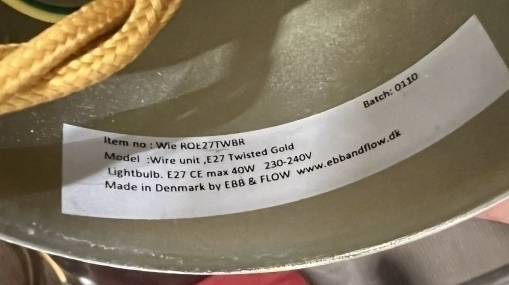 Item no : Wie ROE27TWBR
Batch: 0110
Model :Wire unit ,E27 Twisted Gold
Lightbulb. E27 CE max 40W 230-240V
Made in Denmark by EBB & FLOW www.ebbandflow.dk